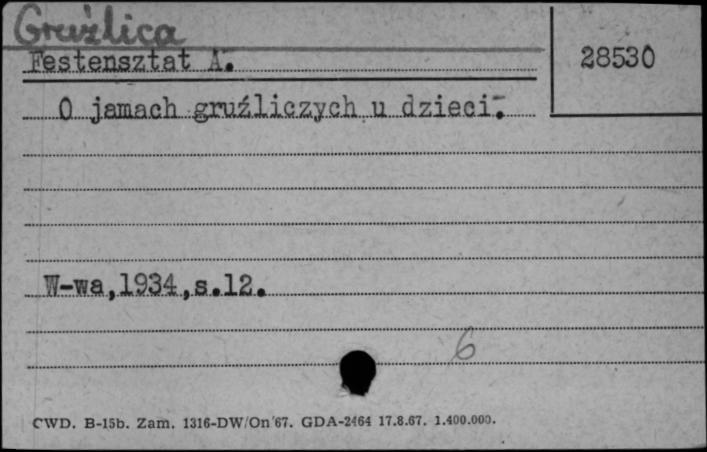 Gruźlica
Festensztat A.
28530
O jamach gruźliczych u dzieci.
W-wa,1934,s.12.
6
CWD. B-15b. Zam. 1316-DW/On'67. GDA-2464 17.8.67. 1.400.000.